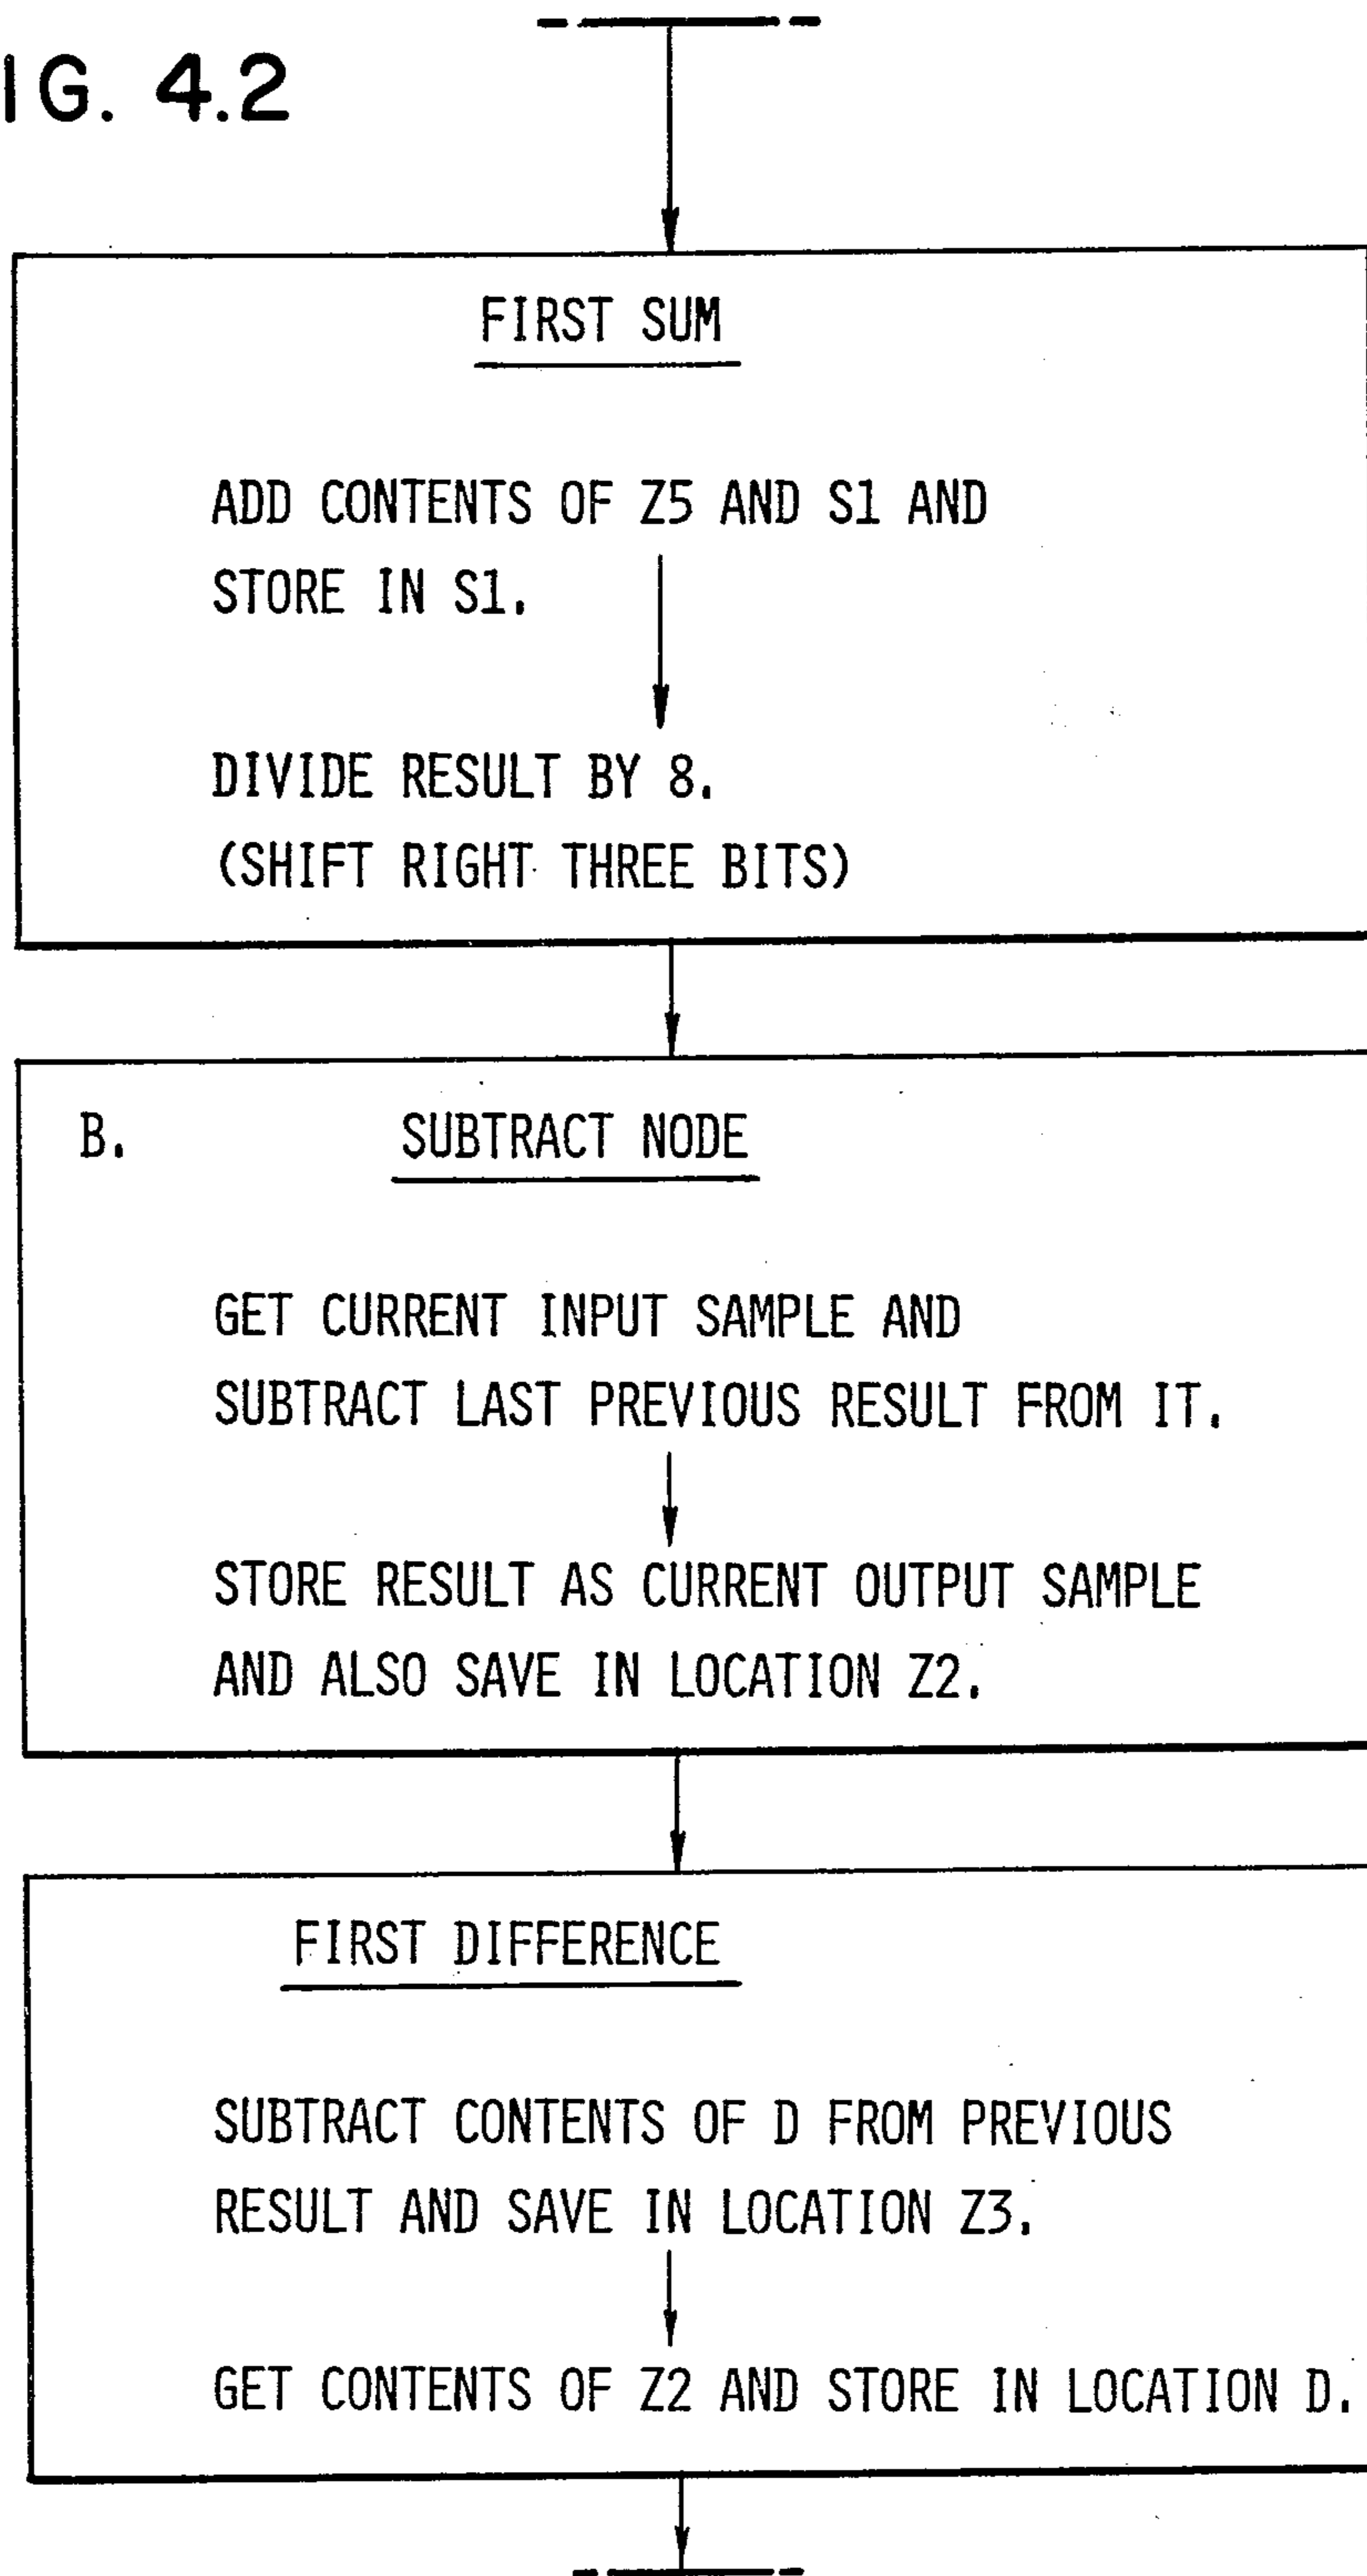 IG. 4.2
FIRST SUM
ADD CONTENTS OF Z5 AND S1 AND
STORE IN S1.
DIVIDE RESULT BY 8.
(SHIFT RIGHT THREE BITS)
B. SUBTRACT NODE
GET CURRENT INPUT SAMPLE AND
SUBTRACT LAST PREVIOUS RESULT FROM IT.
STORE RESULT AS CURRENT OUTPUT SAMPLE
AND ALSO SAVE IN LOCATION Z2.
FIRST DIFFERENCE
SUBTRACT CONTENTS OF D FROM PREVIOUS
RESULT AND SAVE IN LOCATION Z3.
GET CONTENTS OF Z2 AND STORE IN LOCATION D.